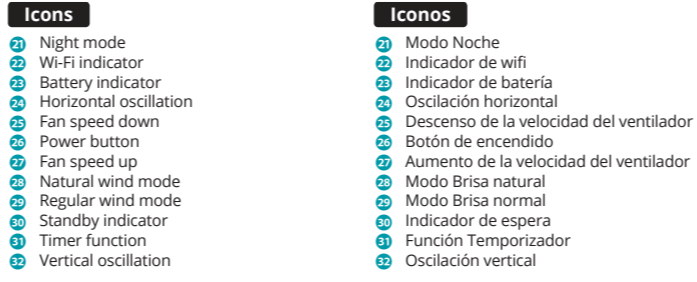 Icons
21 Night mode
22 Wi-Fi indicator
23 Battery indicator
24 Horizontal oscillation
25 Fan speed down
26 Power button
27 Fan speed up
28 Natural wind mode
29 Regular wind mode
30 Standby indicator
31 Timer function
32 Vertical oscillation
Iconos
21 Modo Noche
22 Indicador de wifi
23 Indicador de batería
24 Oscilación horizontal
25 Descenso de la velocidad del ventilador
26 Botón de encendido
27 Aumento de la velocidad del ventilador
28 Modo Brisa natural
29 Modo Brisa normal
30 Indicador de espera
31 Función Temporizador
32 Oscilación vertical